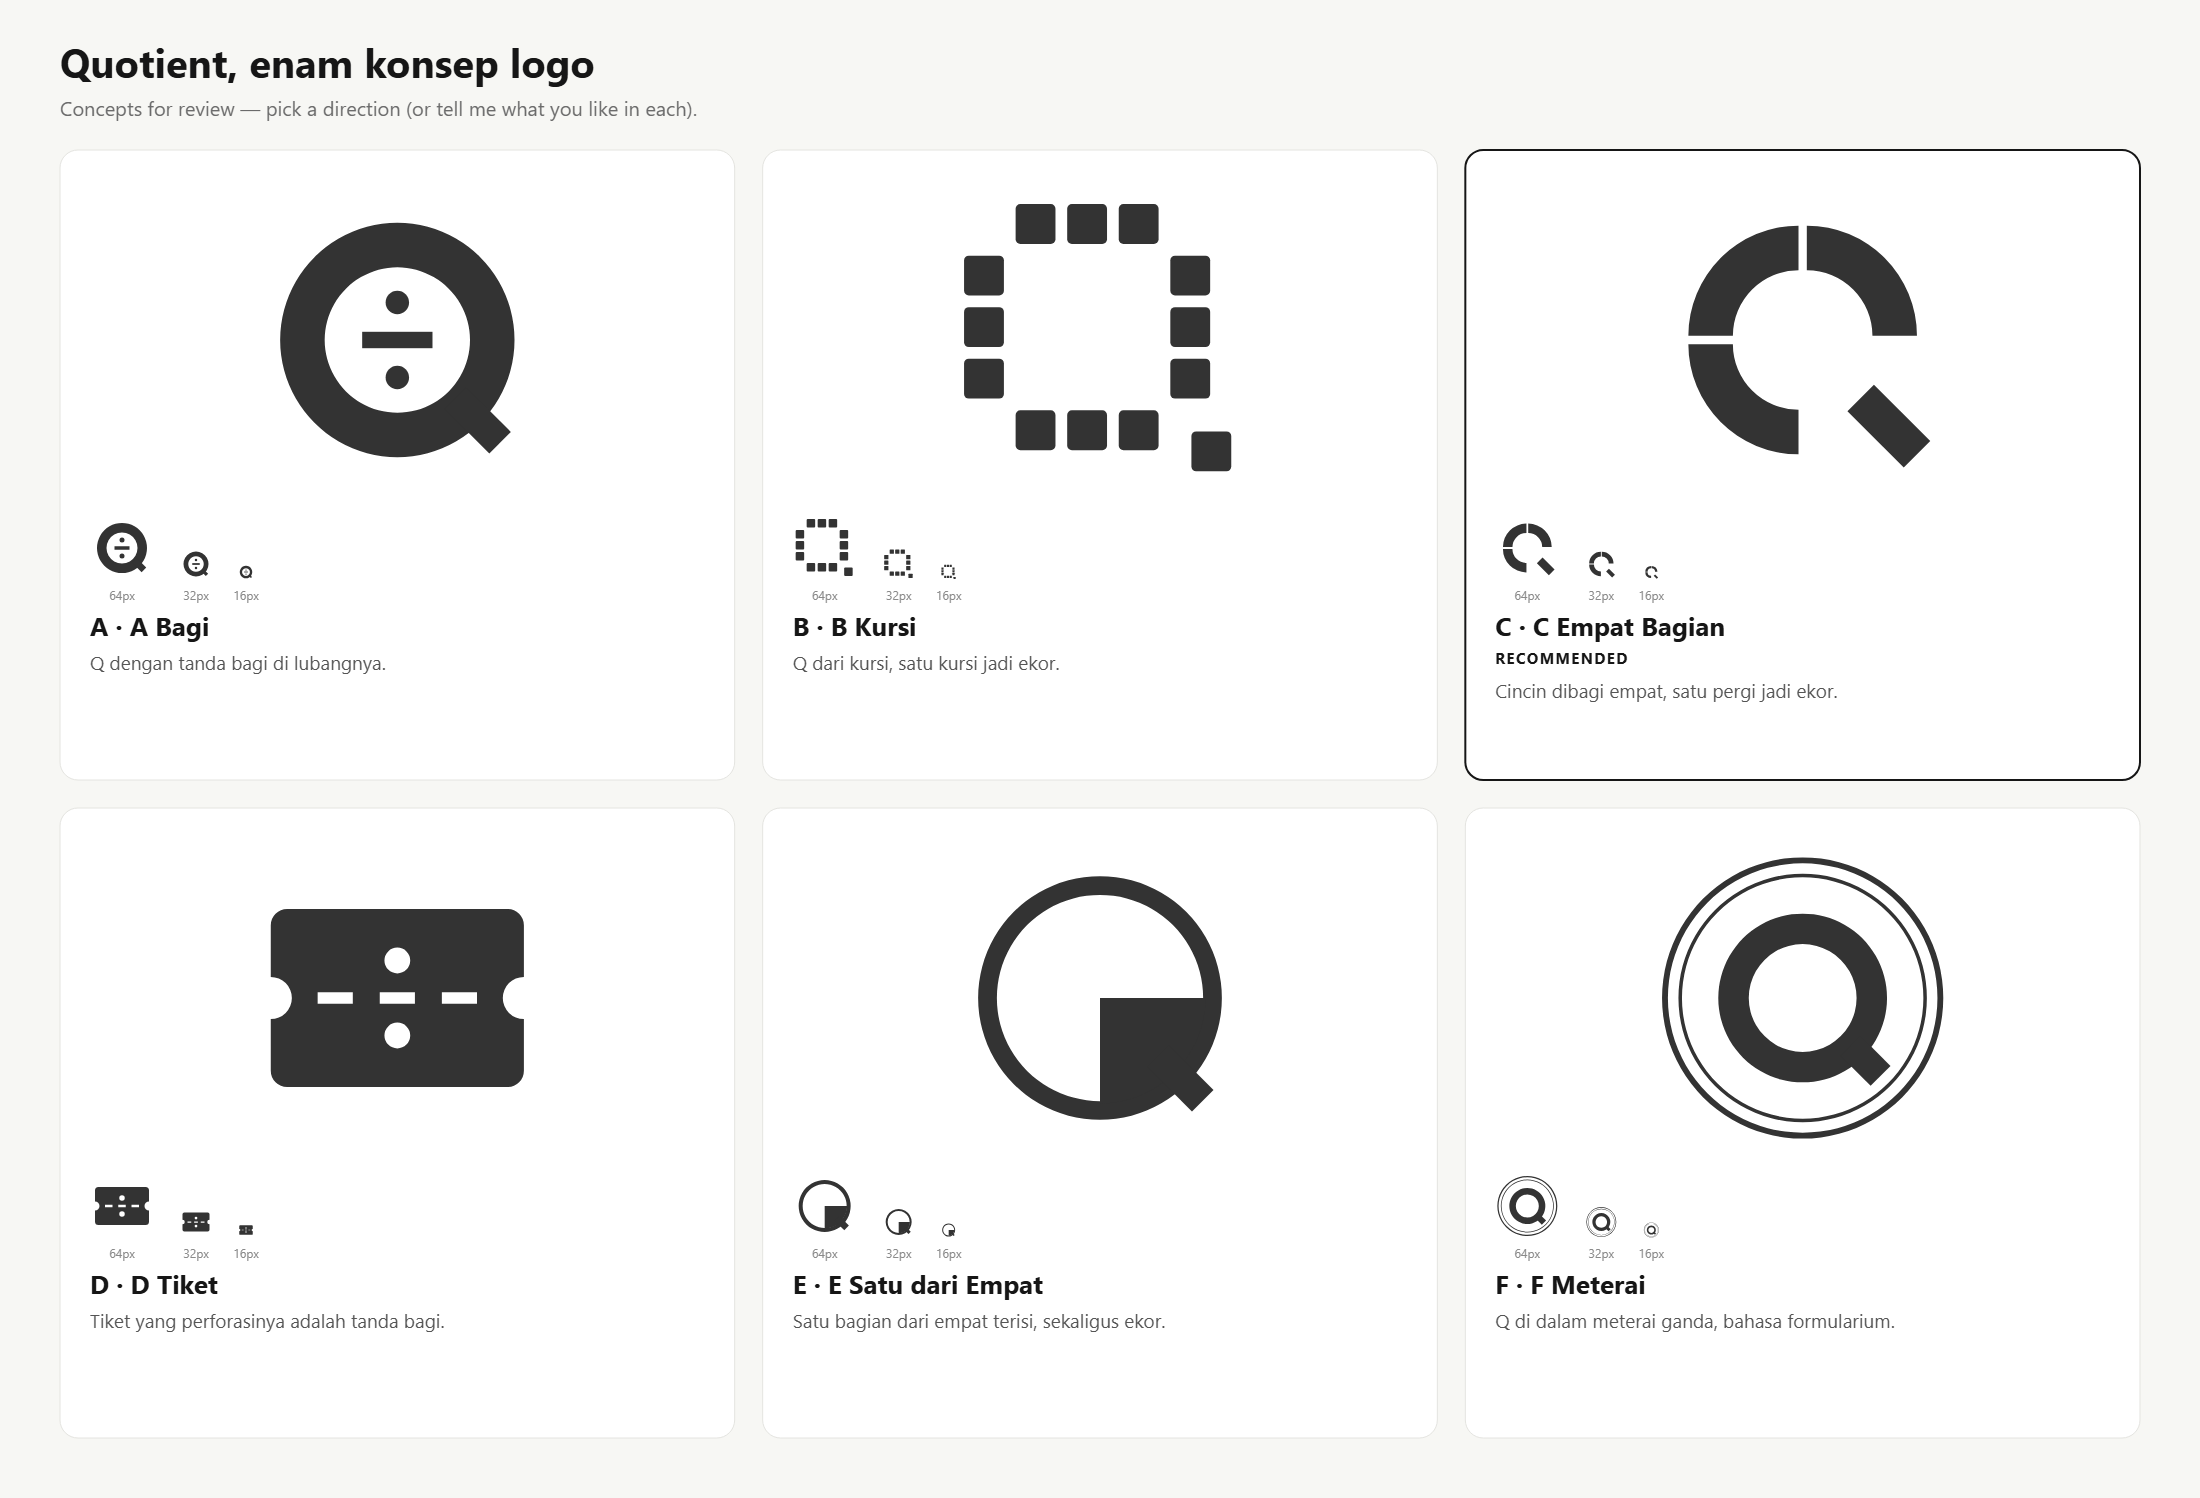 Quotient, enam konsep logo
Concepts for review — pick a direction (or tell me what you like in each).
64px 32px 16px
A · A Bagi
Q dengan tanda bagi di lubangnya.
64px 32px 16px
B · B Kursi
Q dari kursi, satu kursi jadi ekor.
64px 32px 16px
C · C Empat Bagian
RECOMMENDED
Cincin dibagi empat, satu pergi jadi ekor.
64px 32px 16px
D · D Tiket
Tiket yang perforasinya adalah tanda bagi.
64px 32px 16px
E · E Satu dari Empat
Satu bagian dari empat terisi, sekaligus ekor.
64px 32px 16px
F · F Meterai
Q di dalam meterai ganda, bahasa formularium.